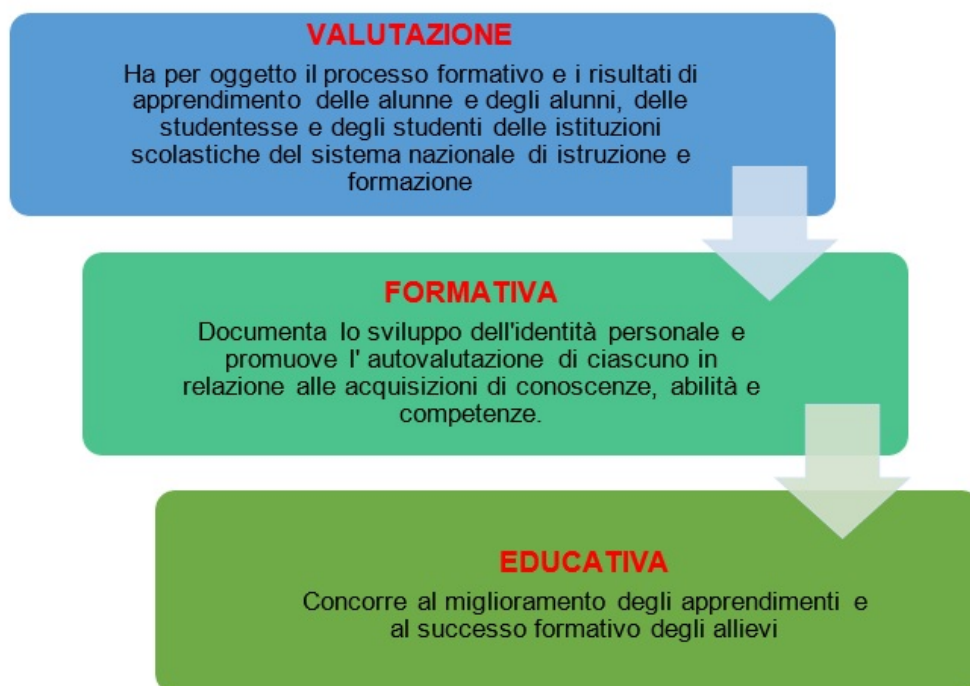 VALUTAZIONE
Ha per oggetto il processo formativo e i risultati di
apprendimento delle alunne e degli alunni, delle
studentesse e degli studenti delle istituzioni
scolastiche del sistema nazionale di istruzione e
formazione
FORMATIVA
Documenta lo sviluppo dell'identità personale e
promuove l' autovalutazione di ciascuno in
relazione alle acquisizioni di conoscenze, abilità e
competenze.
EDUCATIVA
Concorre al miglioramento degli apprendimenti e
al successo formativo degli allievi